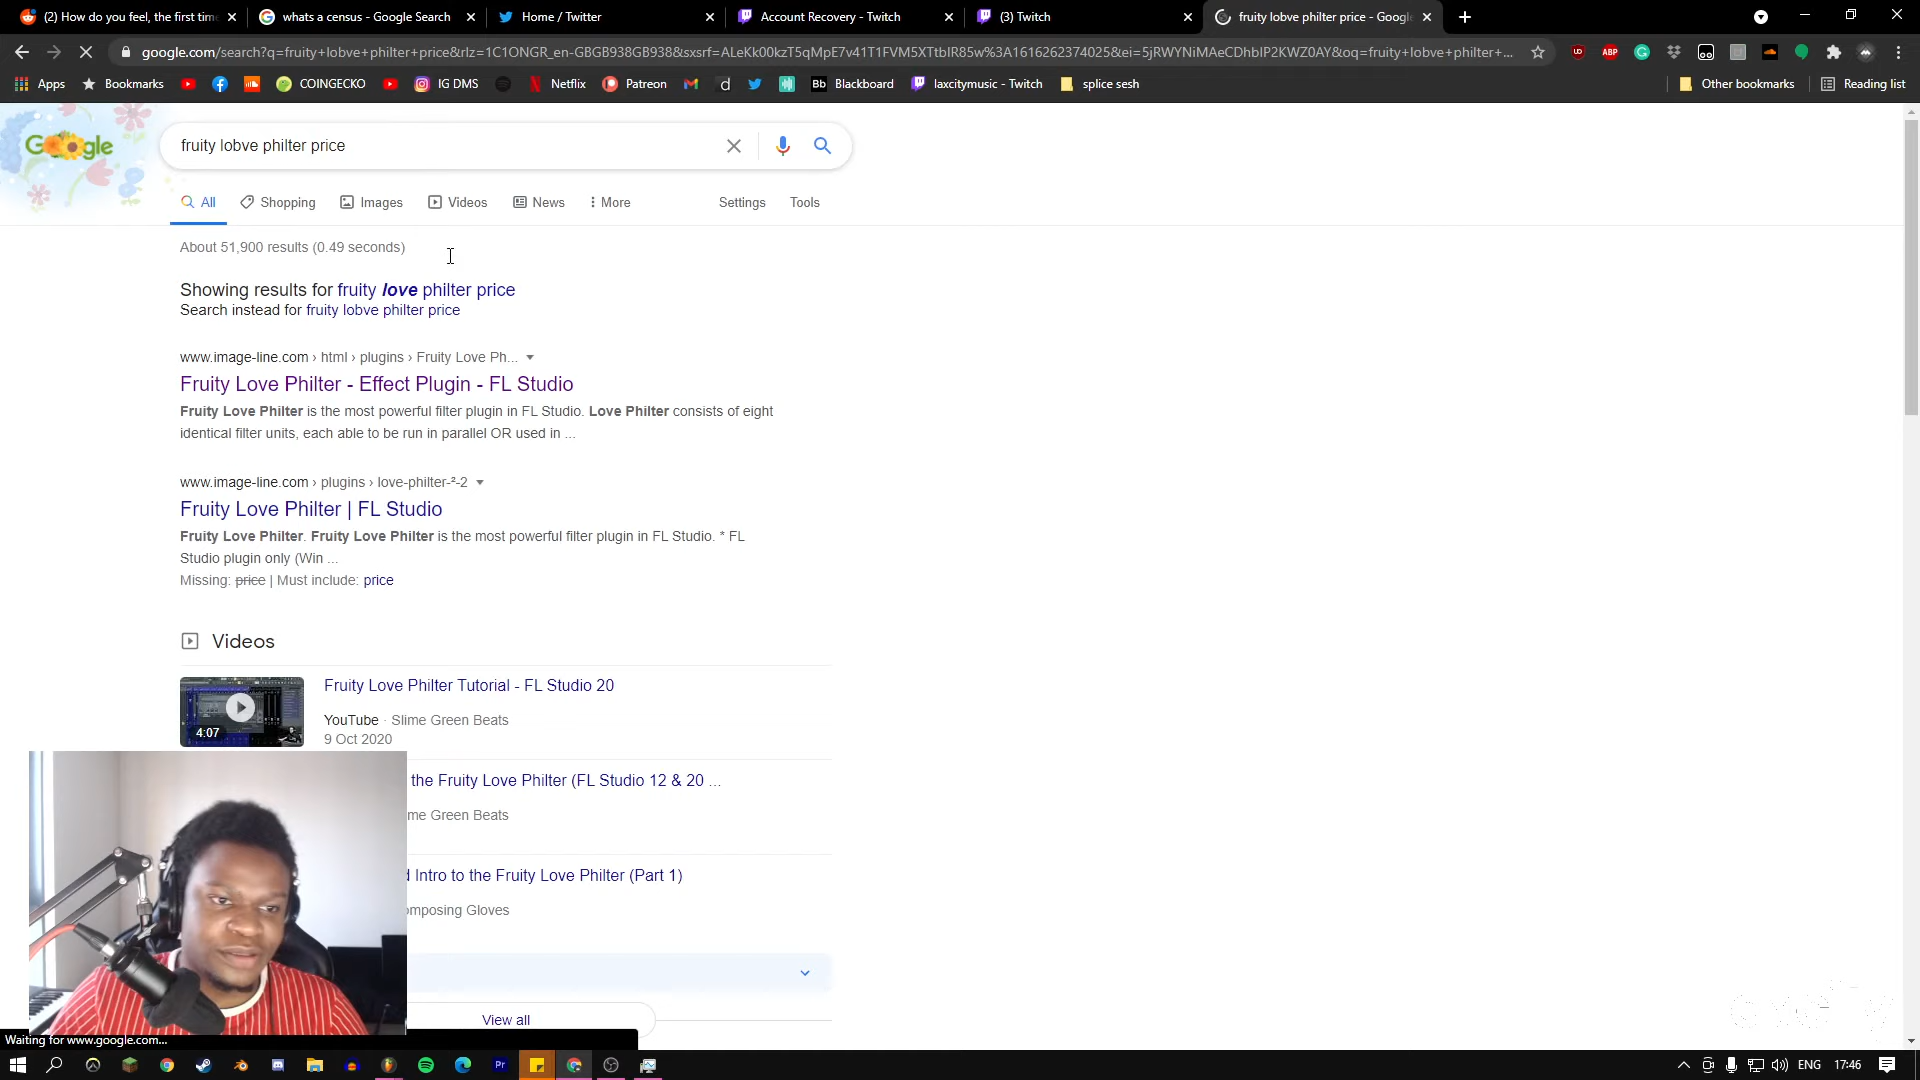 (2) How do you feel, the first time
whats a census - Google Search
Home / Twitter
Account Recovery - Twitch
(3) Twitch
fruity lobve philter price - Google
google.com/search?q=fruity+lobve+philter+price&rlz=1C1ONGR_en-GBGB938GB938&sxsrf=ALeKk00kzT5qMpE7v41T1FVM5XTtbIR85w%3A1616262374025&ei=5jRWYNiMAeCDhbIP2KWZ0AY&oq=fruity+lobve+philter+...
Apps
Bookmarks
COINGECKO
IG DMS
Netflix
Patreon
Bb Blackboard
laxcitymusic - Twitch
splice sesh
Other bookmarks
Reading list
Google
fruity lobve philter price
All
Shopping
Images
Videos
News
More
Settings
Tools
About 51,900 results (0.49 seconds)
Showing results for fruity love philter price
Search instead for fruity lobve philter price
www.image-line.com › html › plugins › Fruity Love Ph...
Fruity Love Philter - Effect Plugin - FL Studio
Fruity Love Philter is the most powerful filter plugin in FL Studio. Love Philter consists of eight
identical filter units, each able to be run in parallel OR used in ...
www.image-line.com › plugins › love-philter-²-2
Fruity Love Philter | FL Studio
Fruity Love Philter. Fruity Love Philter is the most powerful filter plugin in FL Studio. * FL
Studio plugin only (Win ...
Missing: price | Must include: price
Videos
4:07
Fruity Love Philter Tutorial - FL Studio 20
YouTube · Slime Green Beats
9 Oct 2020
the Fruity Love Philter (FL Studio 12 & 20 ...
me Green Beats
d Intro to the Fruity Love Philter (Part 1)
omposing Gloves
View all
Waiting for www.google.com...
Pr
ENG
17:46